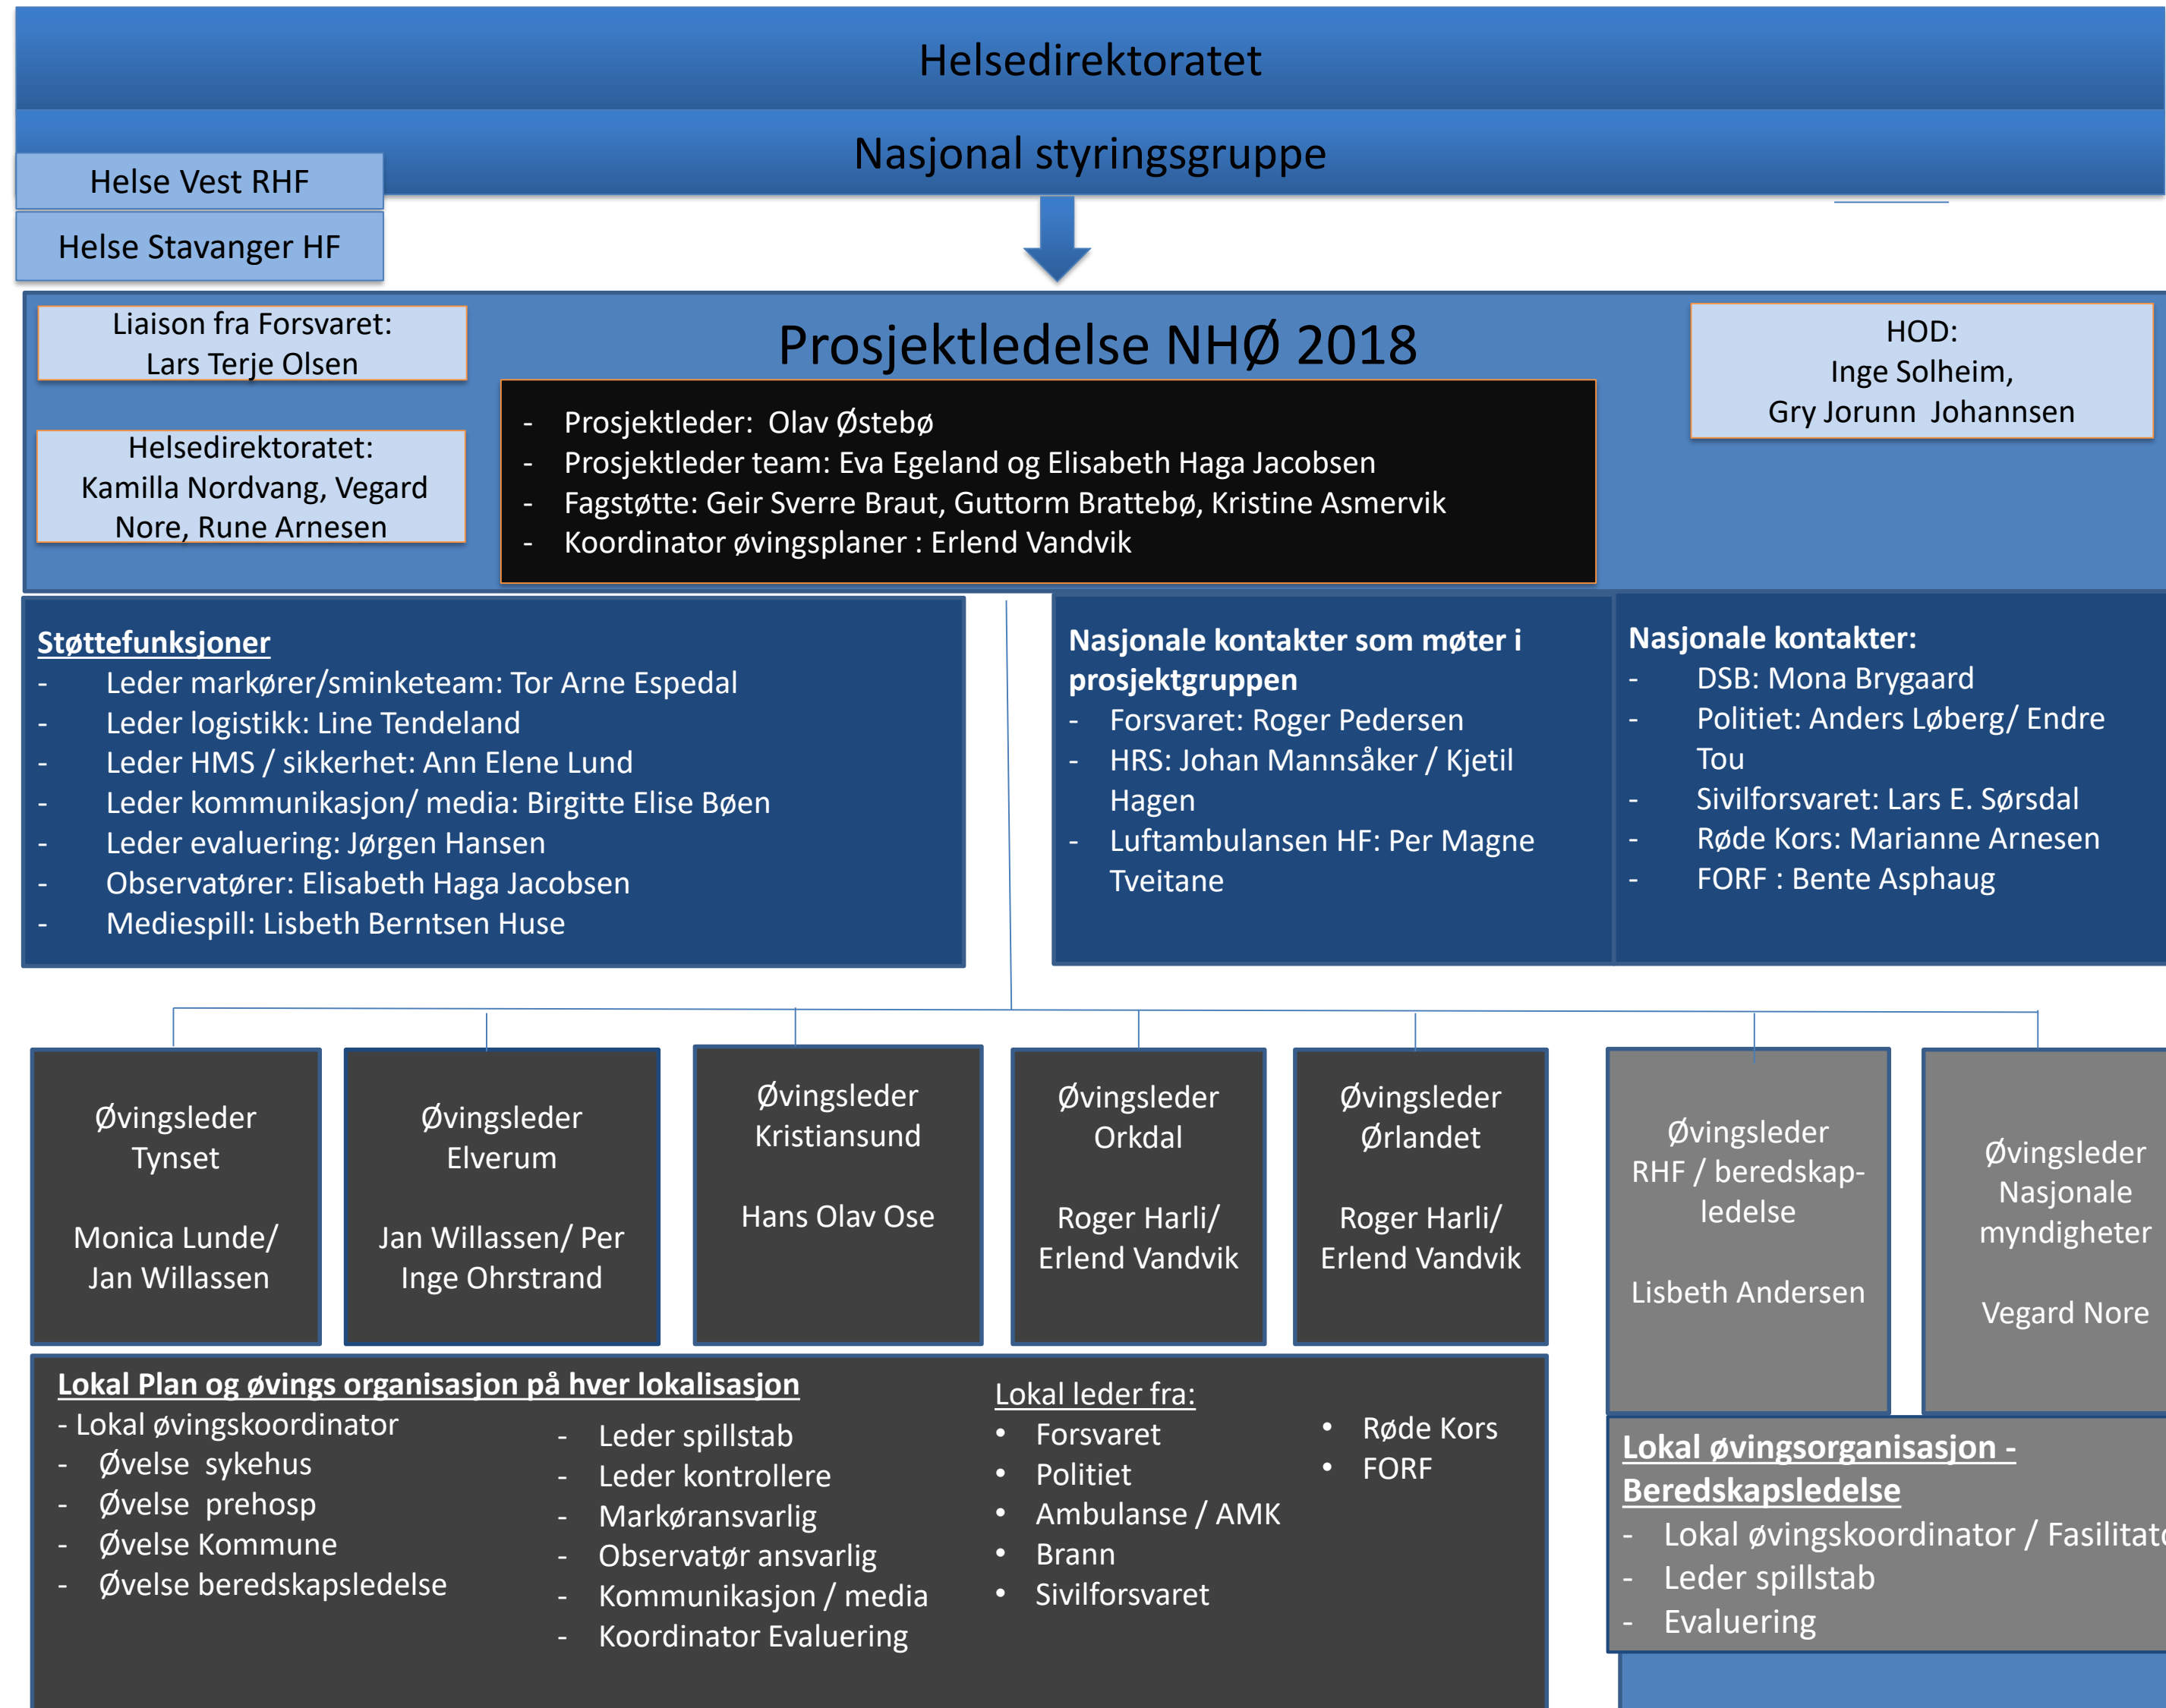 Helsedirektoratet
Nasjonal styringsgruppe
Helse Vest RHF
Helse Stavanger HF
Liaison fra Forsvaret:
Lars Terje Olsen
Helsedirektoratet:
Kamilla Nordvang, Vegard
Nore, Rune Arnesen
Prosjektledelse NHØ 2018
- Prosjektleder: Olav Østebø
- Prosjektleder team: Eva Egeland og Elisabeth Haga Jacobsen
- Fagstøtte: Geir Sverre Braut, Guttorm Brattebø, Kristine Asmervik
- Koordinator øvingsplaner : Erlend Vandvik
HOD:
Inge Solheim,
Gry Jorunn Johannsen
Støttefunksjoner
- Leder markører/sminketeam: Tor Arne Espedal
- Leder logistikk: Line Tendeland
- Leder HMS / sikkerhet: Ann Elene Lund
- Leder kommunikasjon/ media: Birgitte Elise Bøen
- Leder evaluering: Jørgen Hansen
- Observatører: Elisabeth Haga Jacobsen
- Mediespill: Lisbeth Berntsen Huse
Nasjonale kontakter som møter i
prosjektgruppen
- Forsvaret: Roger Pedersen
- HRS: Johan Mannsåker / Kjetil
Hagen
- Luftambulansen HF: Per Magne
Tveitane
Nasjonale kontakter:
- DSB: Mona Brygaard
- Politiet: Anders Løberg/ Endre
Tou
- Sivilforsvaret: Lars E. Sørsdal
- Røde Kors: Marianne Arnesen
- FORF : Bente Asphaug
Øvingsleder
Tynset
Monica Lunde/
Jan Willassen
Øvingsleder
Elverum
Jan Willassen/ Per
Inge Ohrstrand
Øvingsleder
Kristiansund
Hans Olav Ose
Øvingsleder
Orkdal
Roger Harli/
Erlend Vandvik
Øvingsleder
Ørlandet
Roger Harli/
Erlend Vandvik
Øvingsleder
RHF / beredskap-
ledelse
Lisbeth Andersen
Øvingsleder
Nasjonale
myndigheter
Vegard Nore
Lokal Plan og øvings organisasjon på hver lokalisasjon
- Lokal øvingskoordinator
- Øvelse sykehus
- Øvelse prehosp
- Øvelse Kommune
- Øvelse beredskapsledelse
- Leder spillstab
- Leder kontrollere
- Markøransvarlig
- Observatør ansvarlig
- Kommunikasjon / media
- Koordinator Evaluering
Lokal leder fra:
• Forsvaret
• Politiet
• Ambulanse / AMK
• Brann
• Sivilforsvaret
• Røde Kors
• FORF
Lokal øvingsorganisasjon -
Beredskapsledelse
- Lokal øvingskoordinator /
- Leder spillstab
- Evaluering